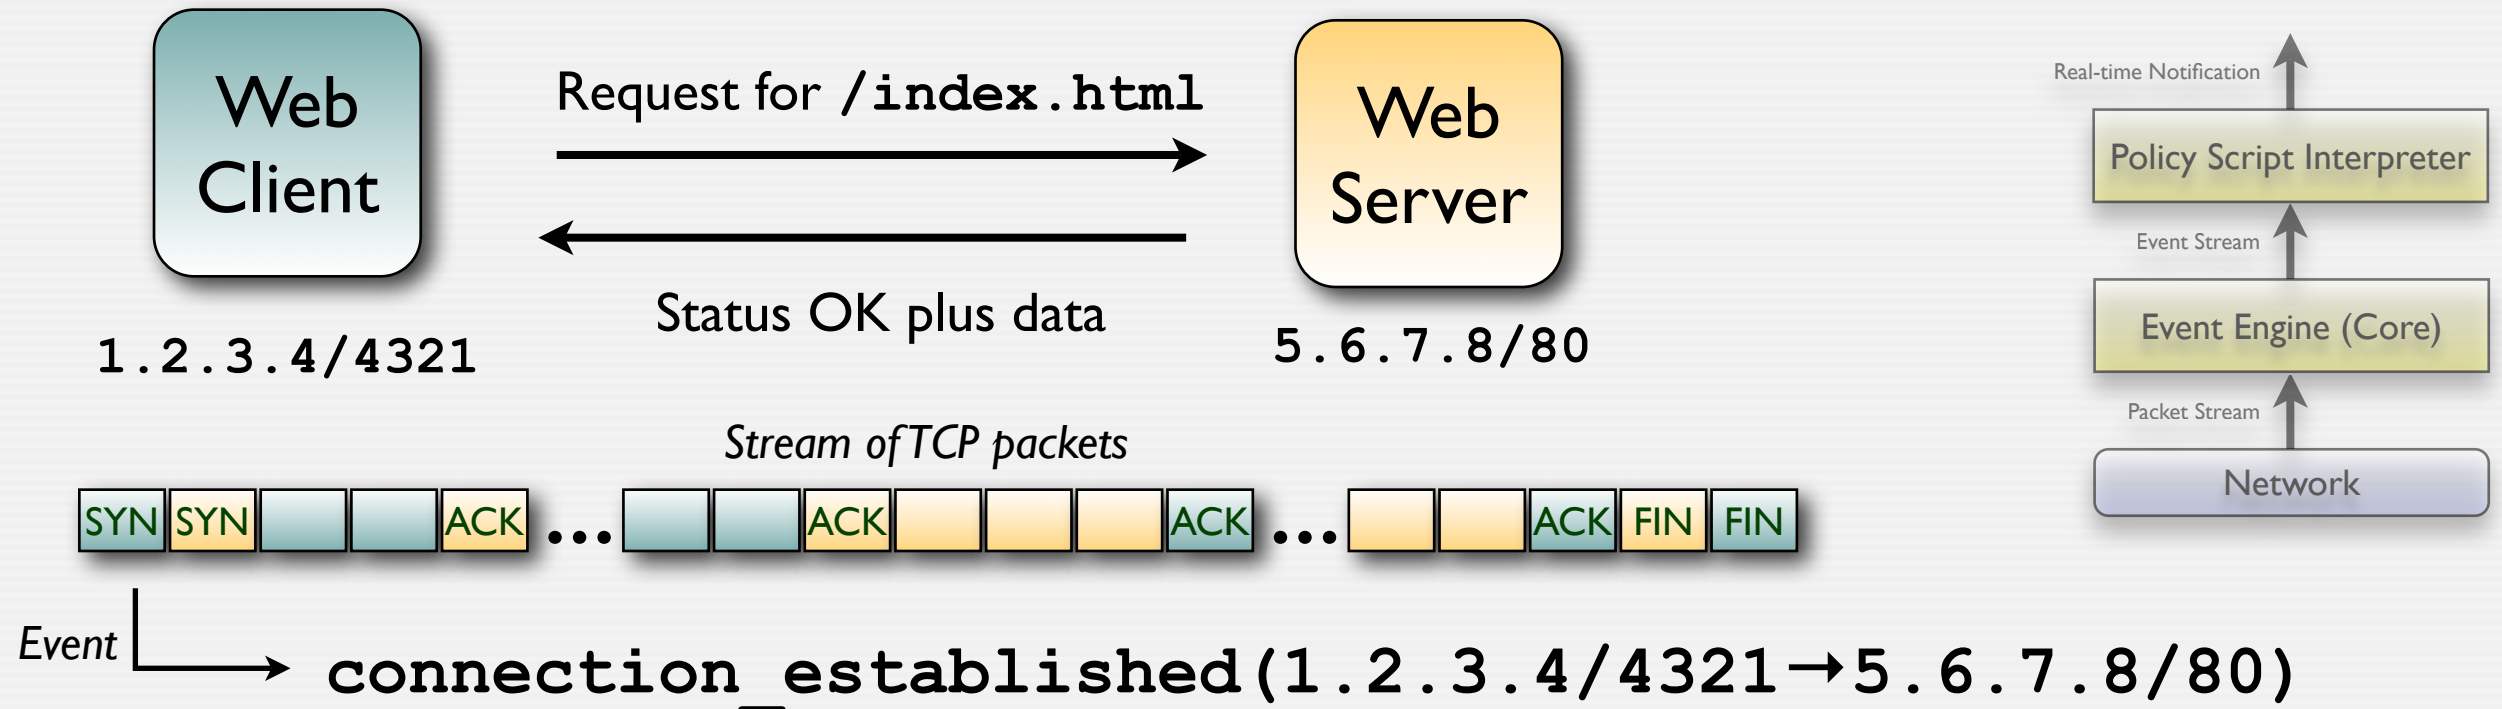 Web
Client
1.2.3.4/4321
Request for /index.html
Status OK plus data
Web
Server
5.6.7.8/80
Real-time Notification
Policy Script Interpreter
Event Stream
Event Engine (Core)
Packet Stream
Network
Stream of TCP packets
SYN SYN ACK ... ACK ACK ... ACK FIN FIN
Event
connection_established(1.2.3.4/4321→5.6.7.8/80)